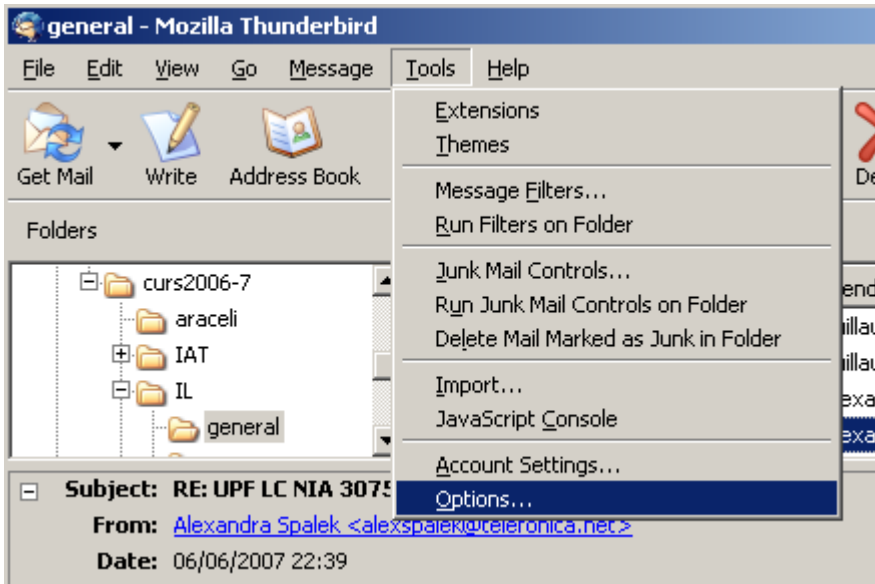 general - Mozilla Thunderbird
File Edit View Go Message Tools Help
Extensions
Themes
Get Mail Write Address Book
Message Filters...
Run Filters on Folder
Folders
Junk Mail Controls...
Run Junk Mail Controls on Folder
Delete Mail Marked as Junk in Folder
curs2006-7
araceli
IAT
IL
general
Import...
JavaScript Console
Account Settings...
Options...
Subject: RE: UPF LC NIA 3075
From: Alexandra Spalek <alexspalek@telefonica.net>
Date: 06/06/2007 22:39